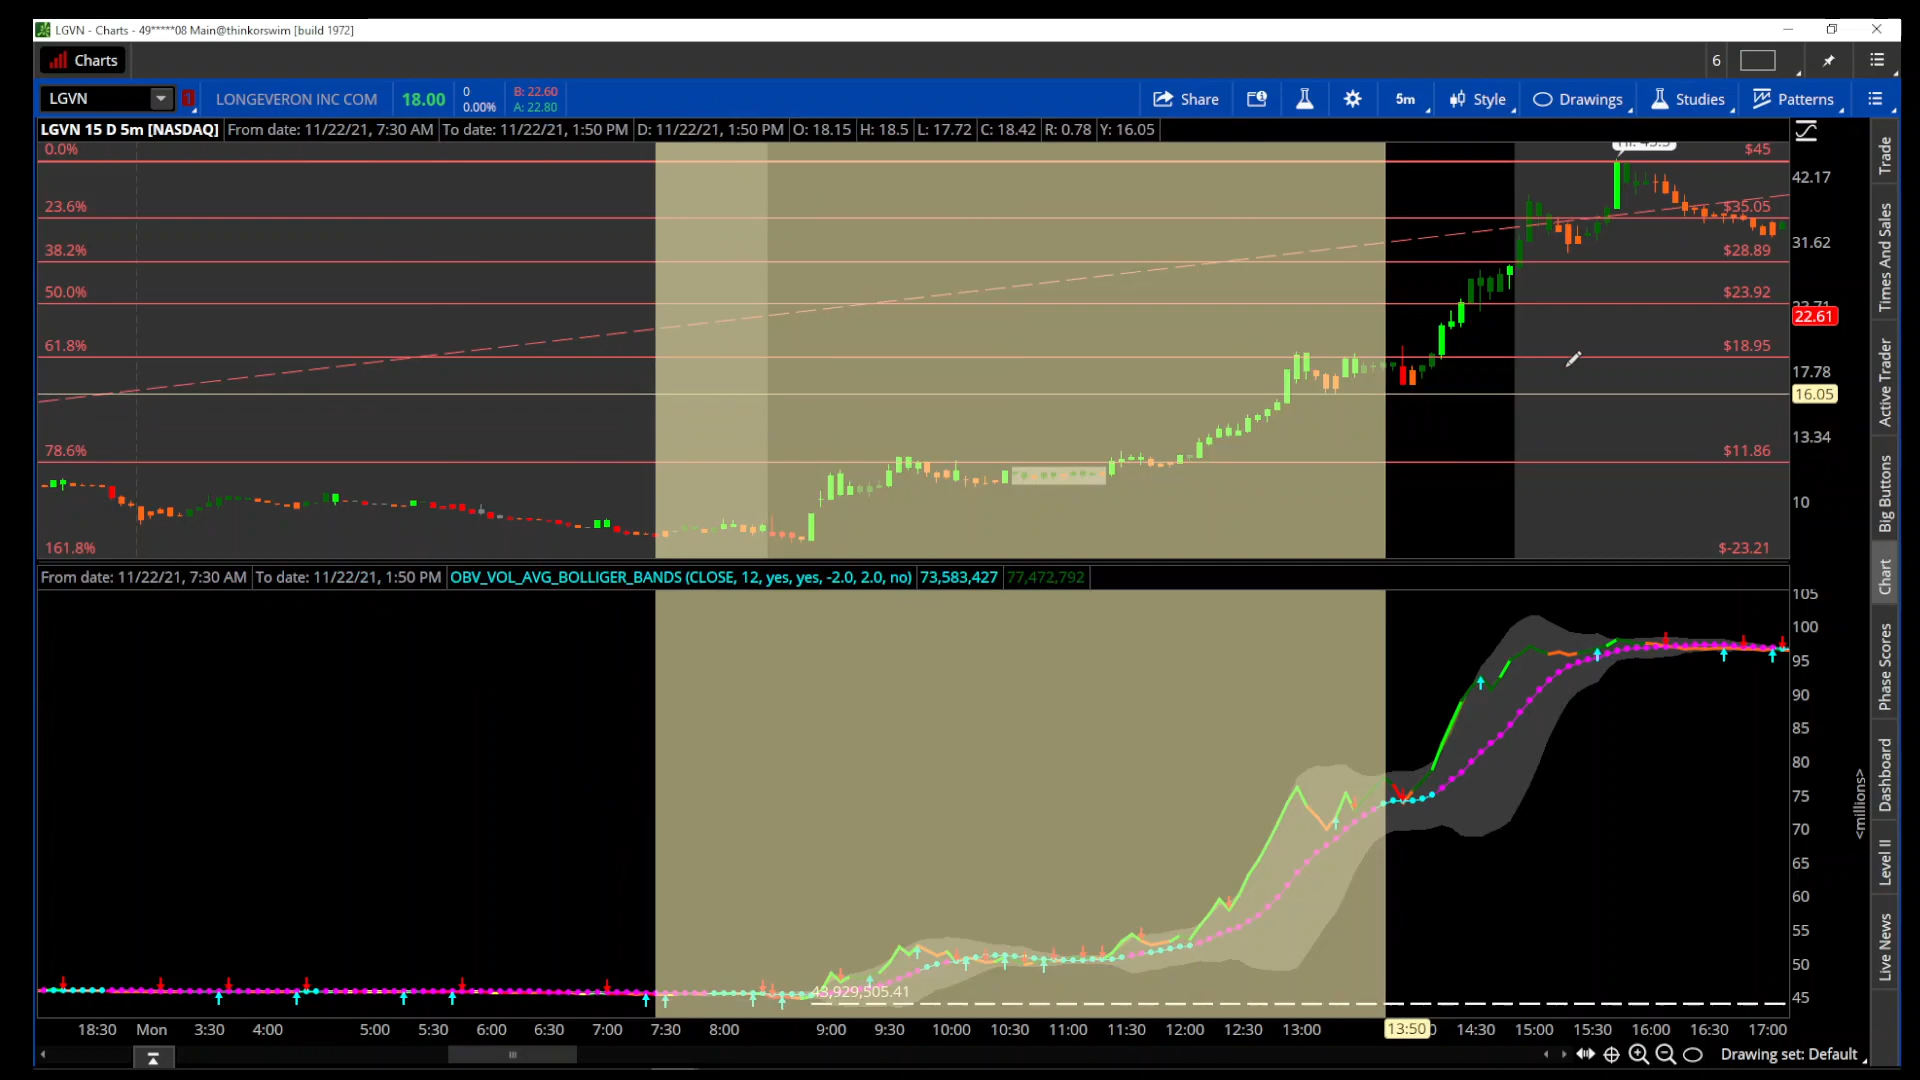 LGVN - Charts - 49*****08 Main@thinkorswim [build 1972]
Charts
6
LGVN
1
LONGEVERON INC COM
18.00
0
0.00%
B: 22.60
A: 22.80
Share
5m
Style
Drawings
Studies
Patterns
LGVN 15 D 5m [NASDAQ] From date: 11/22/21, 7:30 AM To date: 11/22/21, 1:50 PM D: 11/22/21, 1:50 PM O: 18.15 H: 18.5 L: 17.72 C: 18.42 R: 0.78 Y: 16.05
0.0%
$45
42.17
23.6%
$35.05
31.62
38.2%
$28.89
50.0%
$23.92
22.61
61.8%
$18.95
17.78
16.05
13.34
78.6%
$11.86
10
161.8%
$-23.21
From date: 11/22/21, 7:30 AM To date: 11/22/21, 1:50 PM OBV_VOL_AVG_BOLLIGER_BANDS (CLOSE, 12, yes, yes, -2.0, 2.0, no) 73,583,427 77,472,792
105
100
95
90
85
80
75
70
65
60
55
50
45
<millions>
43,929,505.41
18:30 Mon 3:30 4:00 5:00 5:30 6:00 6:30 7:00 7:30 8:00 9:00 9:30 10:00 10:30 11:00 11:30 12:00 12:30 13:00 13:50 14:30 15:00 15:30 16:00 16:30 17:00
Drawing set: Default
Trade
Times And Sales
Active Trader
Big Buttons
Chart
Phase Scores
Dashboard
Level II
Live News